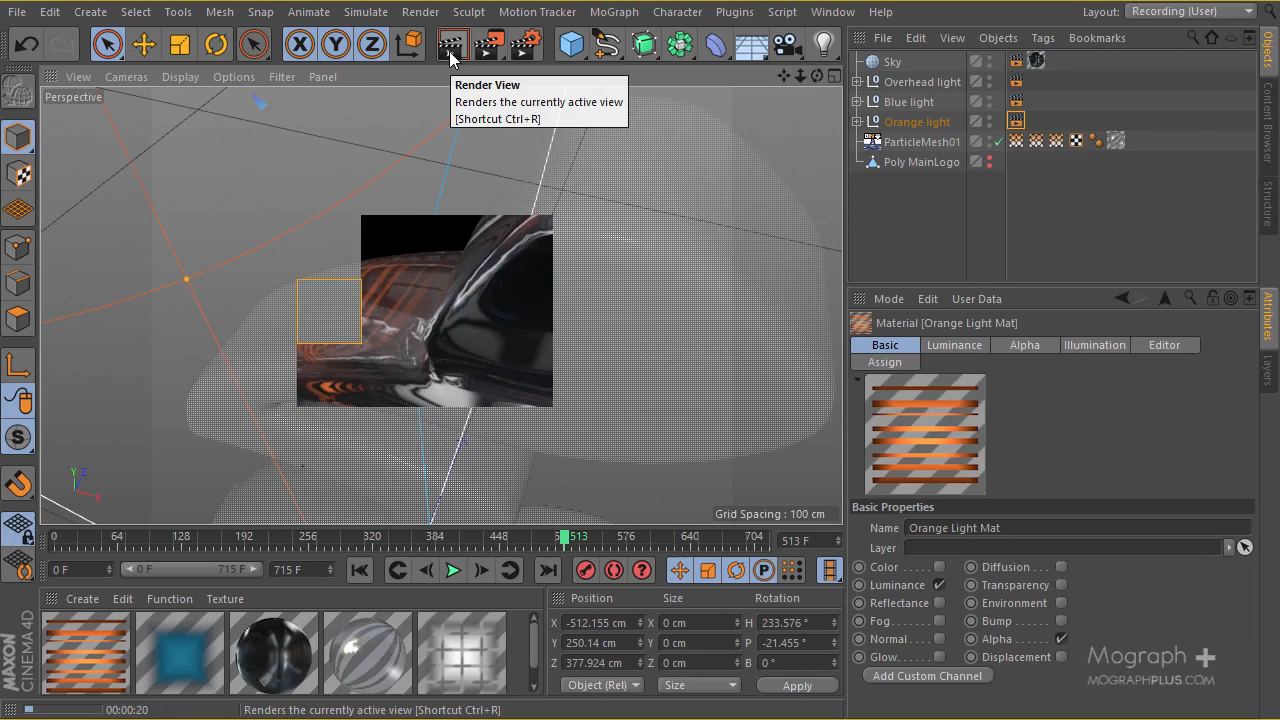 File Edit Create Select Tools Mesh Snap Animate Simulate Render Sculpt Motion Tracker MoGraph Character Plugins Script Window Help Layout: Recording (User)
X Y Z
File Edit View Objects Tags Bookmarks
View Cameras Display Options Filter Panel
Perspective
Render View
Renders the currently active view
[Shortcut Ctrl+R]
Sky
Overhead light
Blue light
Orange light
ParticleMesh01
Poly MainLogo
Objects
Content Browser
Structure
Mode Edit User Data
Attributes
Layers
Material [Orange Light Mat]
Basic Luminance Alpha Illumination Editor
Assign
Basic Properties
Name Orange Light Mat
Layer
Color Diffusion
Luminance Transparency
Reflectance Environment
Fog Bump
Normal Alpha
Glow Displacement
Add Custom Channel
Y Z
X
Grid Spacing : 100 cm
0 64 128 192 256 320 384 448 513 576 640 704 513 F
0 F 0 F 715 F 715 F
Create Edit Function Texture
Position Size Rotation
X -512.155 cm X 0 cm H 233.576 °
Y 250.14 cm Y 0 cm P -21.455 °
Z 377.924 cm Z 0 cm B 0 °
Object (Rel) Size Apply
MAXON
CINEMA4D
Mograph
MOGRAPHPLUS.COM
00:00:20 Renders the currently active view [Shortcut Ctrl+R]